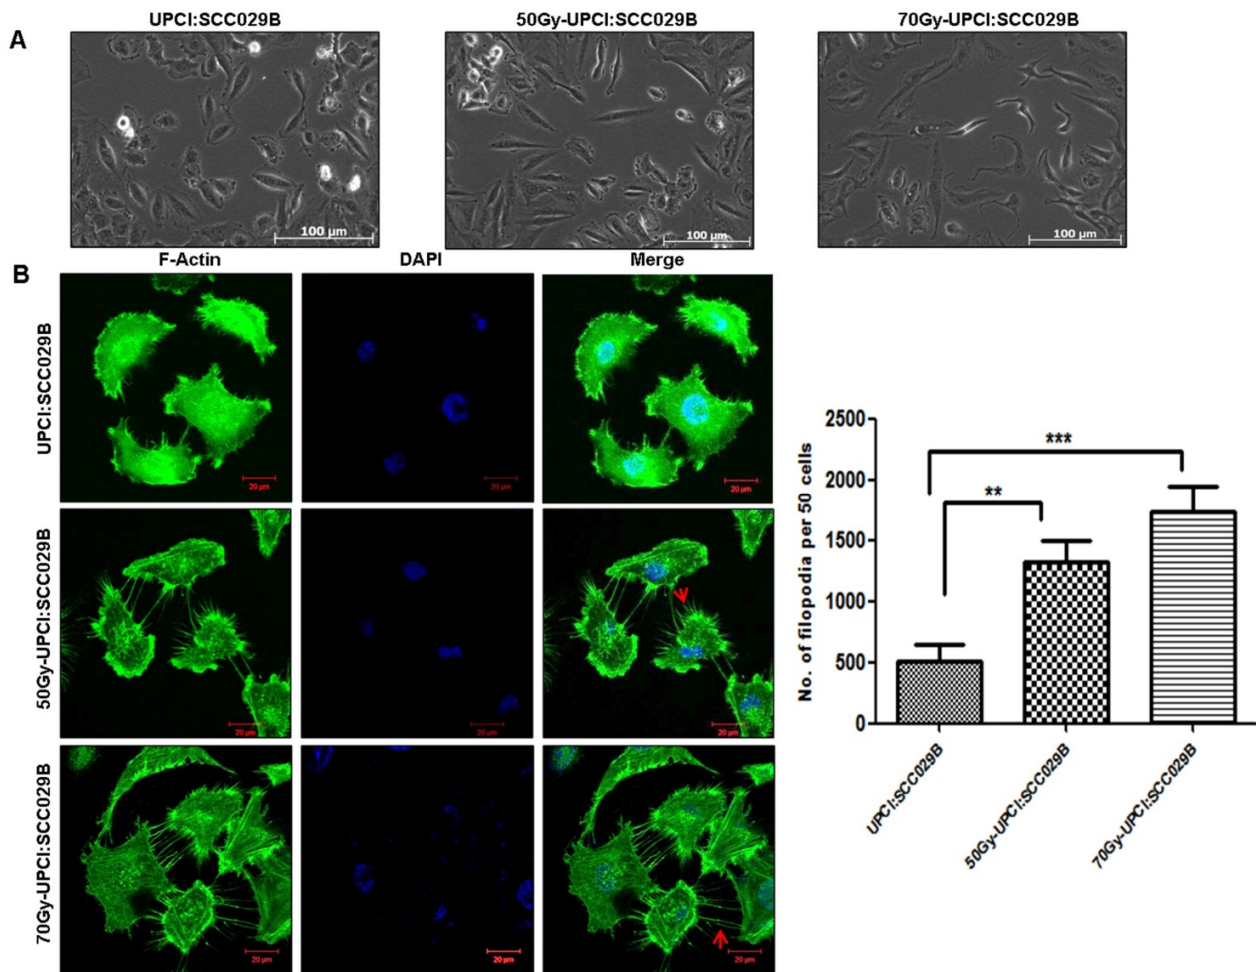 A
UPCI:SCC029B
50Gy-UPCI:SCC029B
70Gy-UPCI:SCC029B
100 µm
100 µm
100 µm
B
F-Actin
DAPI
Merge
UPCI:SCC029B
20 µm
20 µm
20 µm
50Gy-UPCI:SCC029B
20 µm
20 µm
20 µm
70Gy-UPCI:SCC029B
20 µm
20 µm
20 µm
No. of filopodia per 50 cells
2500
2000
1500
1000
500
0
***
**
UPCI:SCC029B
50Gy-UPCI:SCC029B
70Gy-UPCI:SCC029B